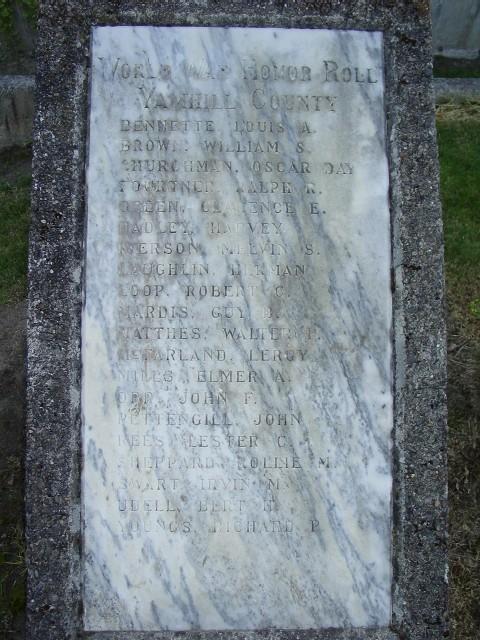 WORLD WAR HONOR ROLL
YAMHILL COUNTY
BENNETTE, LOUIS A.
BROWN, WILLIAM S.
CHURCHMAN, OSCAR DAY
FOURTNER, RALPH R.
GREEN, CLARENCE E.
HADLEY, HARVEY
IVERSON, MELVIN S.
LAUGHLIN, HERMAN
LOOP, ROBERT C.
MARDIS, GUY B.
MATTHES, WALTER P.
McFARLAND, LEROY
MILLS, ELMER A.
ORR, JOHN F.
PETTENGILL, JOHN
REES, LESTER C.
SHEPPARD, ROLLIE M.
SWART, IRVIN M.
UDELL, BERT H.
YOUNGS, RICHARD P.